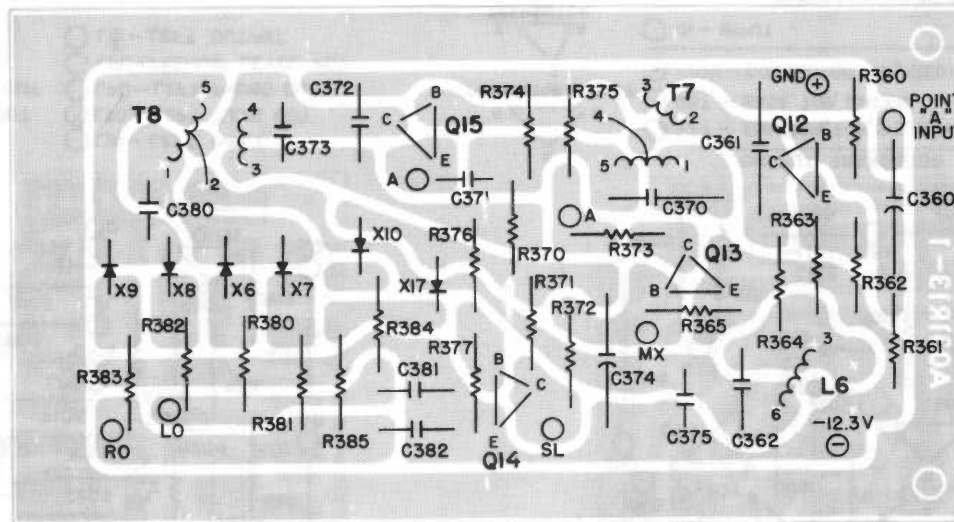 R360
GND
5
T8
4
C372
B
R374
R375
3
T7
2
POINT
"A"
INPUT
C
Q15
4
C361
Q12
B
C373
E
C
3
1
2
A
C371
5
1
E
C380
C370
C360
A
R363
X10
R376
R370
R373
Q13
C
X9
X8
X6
X7
X17
R371
B
E
R362
R382
R380
R384
R372
R365
R364
3
R361
R377
B
MX
R383
C381
C
C374
L6
6
LO
-12.3V
RO
R381
R385
C382
E
Q14
SL
C375
C362